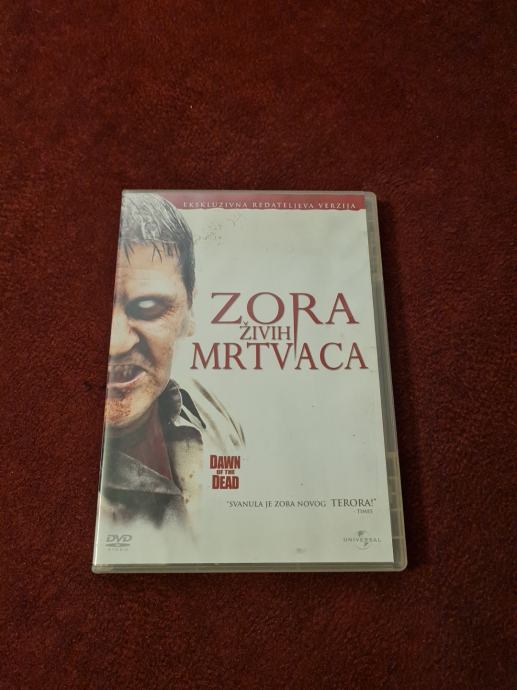 EKSKLUZIVNA REDATELJEVA VERZIJA
ZORA
ŽIVIH
MRTVACA
DAWN
OF THE
DEAD
"SVANULA JE ZORA NOVOG TERORA!"
-TIMES
DVD
VIDEO
UNIVERSAL